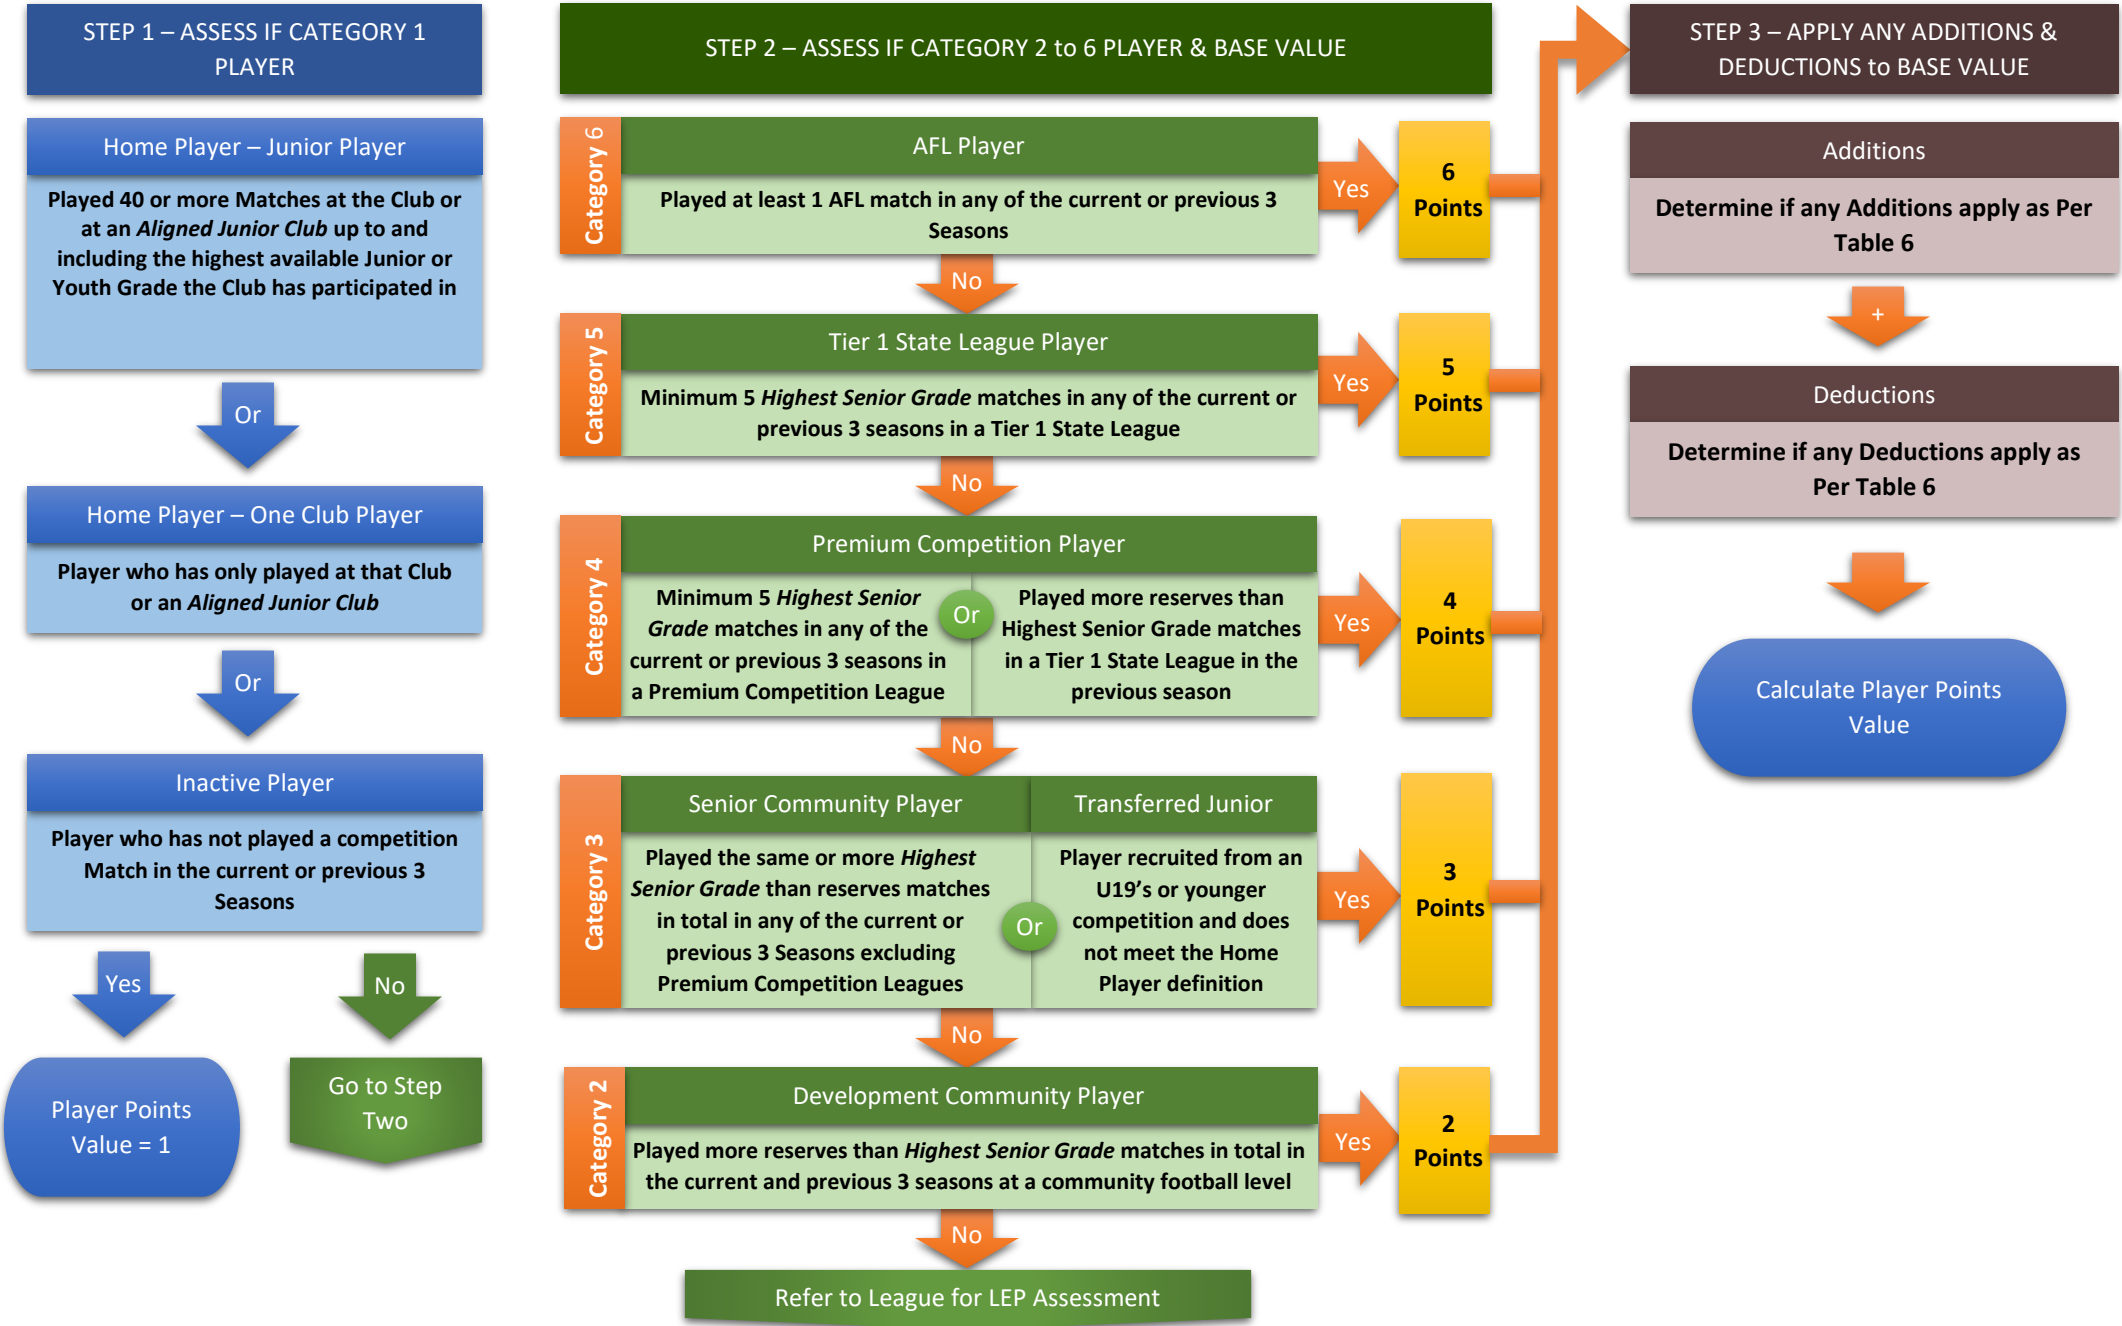 STEP 1 – ASSESS IF CATEGORY 1
PLAYER
Home Player – Junior Player
Played 40 or more Matches at the Club or
at an Aligned Junior Club up to and
including the highest available Junior or
Youth Grade the Club has participated in
Or
Home Player – One Club Player
Player who has only played at that Club
or an Aligned Junior Club
Or
Inactive Player
Player who has not played a competition
Match in the current or previous 3
Seasons
Yes
No
Player Points
Value = 1
Go to Step
Two
STEP 2 – ASSESS IF CATEGORY 2 to 6 PLAYER & BASE VALUE
Category 6
AFL Player
Played at least 1 AFL match in any of the current or previous 3
Seasons
Yes
6
Points
No
Category 5
Tier 1 State League Player
Minimum 5 Highest Senior Grade matches in any of the current or
previous 3 seasons in a Tier 1 State League
Yes
5
Points
No
Category 4
Premium Competition Player
Minimum 5 Highest Senior
Grade matches in any of the
current or previous 3 seasons in
a Premium Competition League
Or
Played more reserves than
Highest Senior Grade matches
in a Tier 1 State League in the
previous season
Yes
4
Points
No
Category 3
Senior Community Player
Played the same or more Highest
Senior Grade than reserves matches
in total in any of the current or
previous 3 Seasons excluding
Premium Competition Leagues
Or
Transferred Junior
Player recruited from an
U19’s or younger
competition and does
not meet the Home
Player definition
Yes
3
Points
No
Category 2
Development Community Player
Played more reserves than Highest Senior Grade matches in total in
the current and previous 3 seasons at a community football level
Yes
2
Points
No
Refer to League for LEP Assessment
STEP 3 – APPLY ANY ADDITIONS &
DEDUCTIONS to BASE VALUE
Additions
Determine if any Additions apply as Per
Table 6
+
Deductions
Determine if any Deductions apply as
Per Table 6
Calculate Player Points
Value